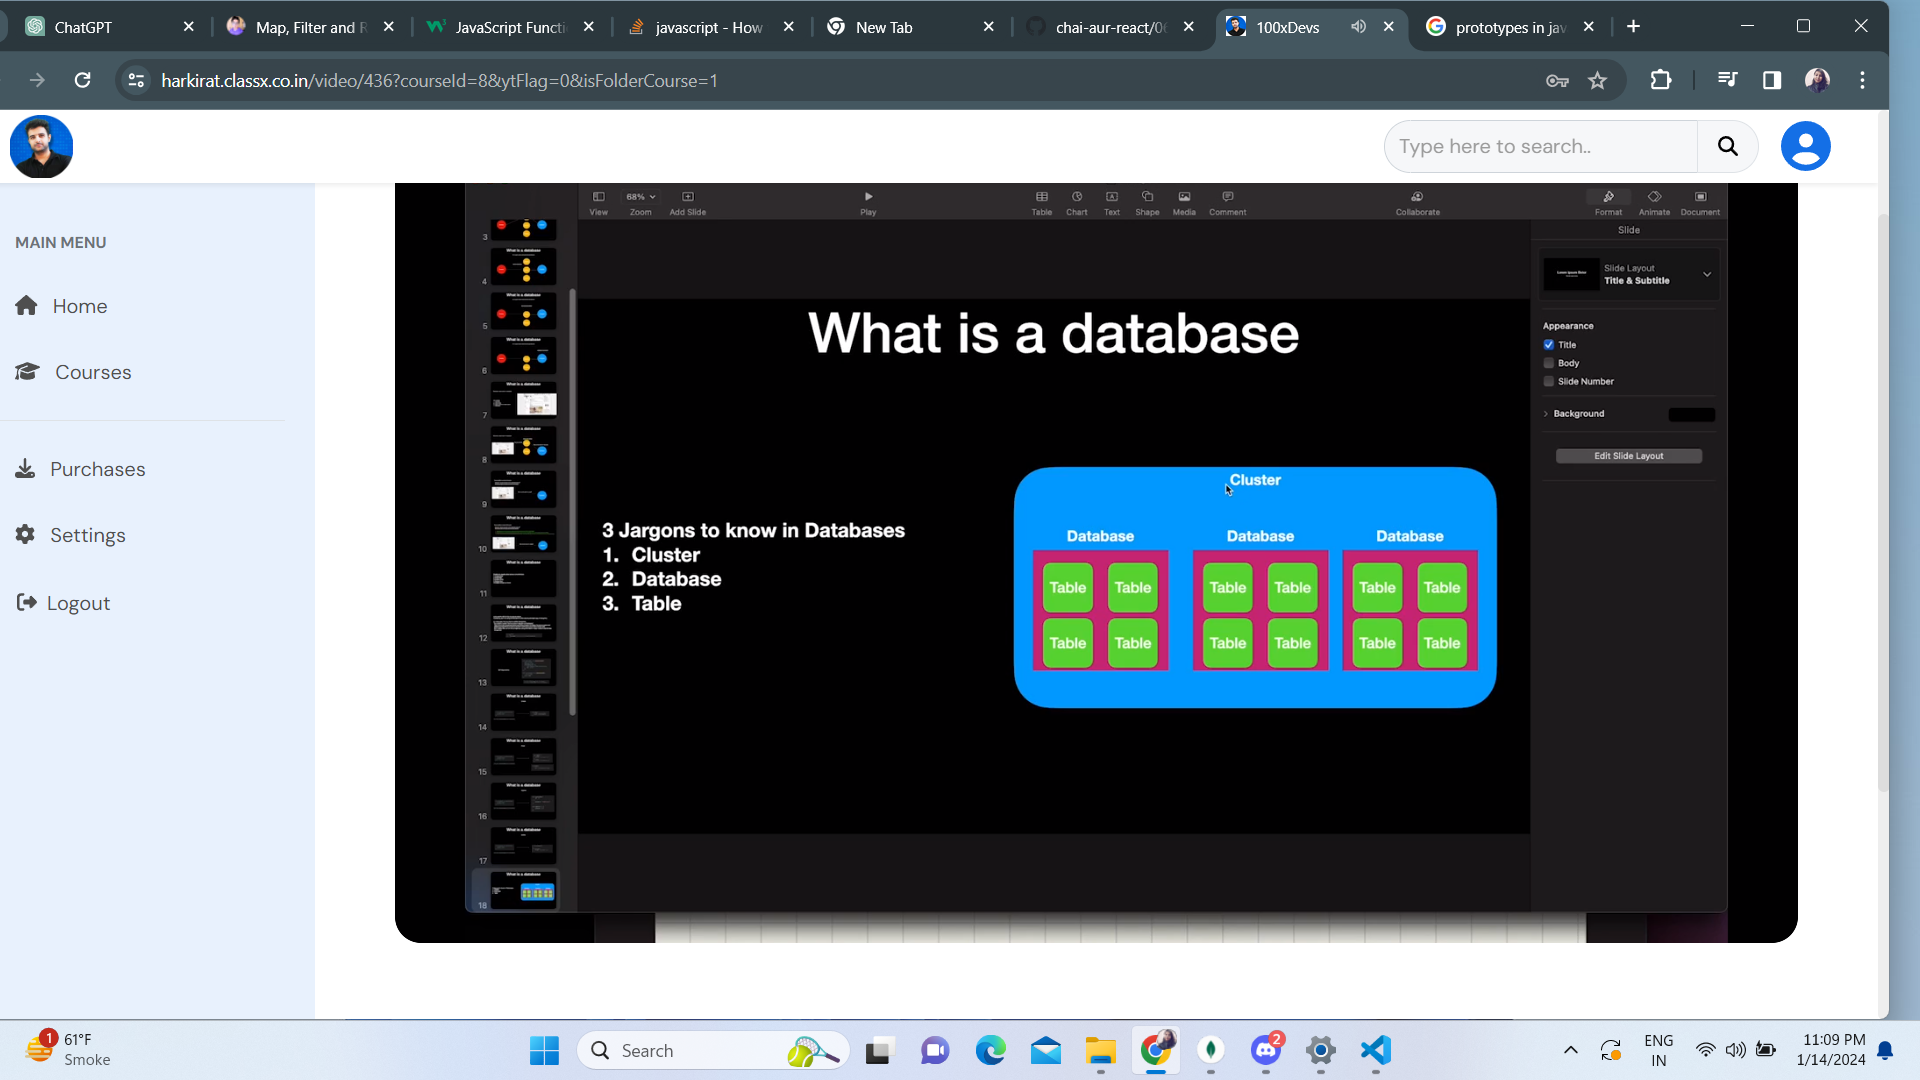 ChatGPT
Map, Filter and R
JavaScript Functi
javascript - How
New Tab
chai-aur-react/06
100xDevs
prototypes in jav
harkirat.classx.co.in/video/436?courseId=8&ytFlag=0&isFolderCourse=1
Type here to search..
MAIN MENU
Home
Courses
Purchases
Settings
Logout
68%
View
Zoom
Add Slide
Play
Table
Chart
Text
Shape
Media
Comment
Collaborate
Format
Animate
Document
Slide
Slide Layout
Title & Subtitle
Appearance
Title
Body
Slide Number
Background
Edit Slide Layout
3
4
5
6
7
8
9
10
11
12
13
14
15
16
17
18
What is a database
3 Jargons to know in Databases
1. Cluster
2. Database
3. Table
Cluster
Database Database Database
Table Table Table Table Table Table
Table Table Table Table Table Table
1
61°F
Smoke
Search
2
ENG
IN
11:09 PM
1/14/2024